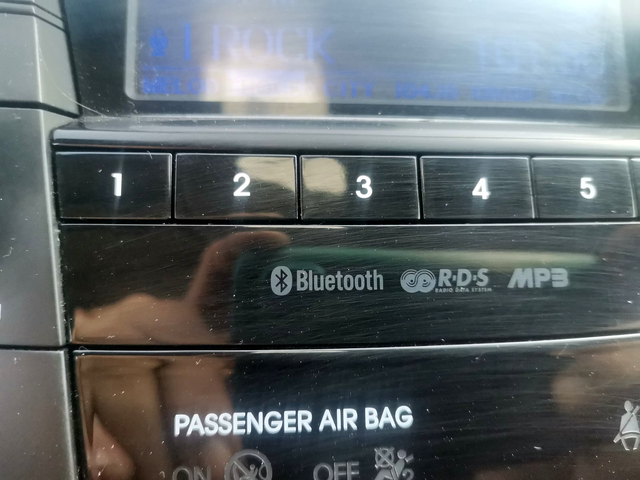 1 ROCK
1 2 3 4 5
Bluetooth R·D·S MP3
RADIO DATA SYSTEM
PASSENGER AIR BAG
ON OFF